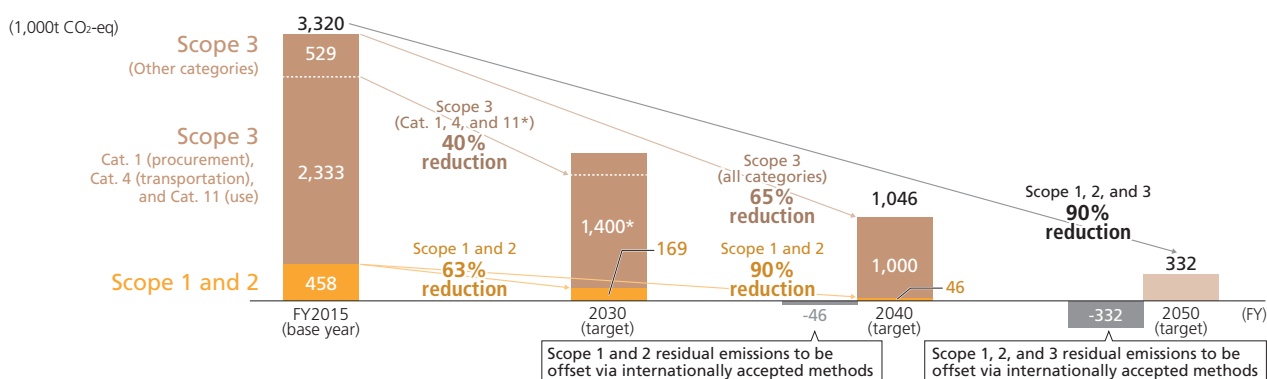 (1,000t CO₂-eq)
3,320
Scope 3
(Other categories)
529
Scope 3
Cat. 1 (procurement),
Cat. 4 (transportation),
and Cat. 11 (use)
2,333
Scope 1 and 2
458
FY2015
(base year)
Scope 3
(Cat. 1, 4, and 11*)
40%
reduction
Scope 1 and 2
63%
reduction
1,400*
169
2030
(target)
Scope 3
(all categories)
65%
reduction
Scope 1 and 2
90%
reduction
1,046
1,000
46
-46
2040
(target)
Scope 1 and 2 residual emissions to be
offset via internationally accepted methods
Scope 1, 2, and 3
90%
reduction
332
-332
2050
(target)
(FY)
Scope 1, 2, and 3 residual emissions to be
offset via internationally accepted methods